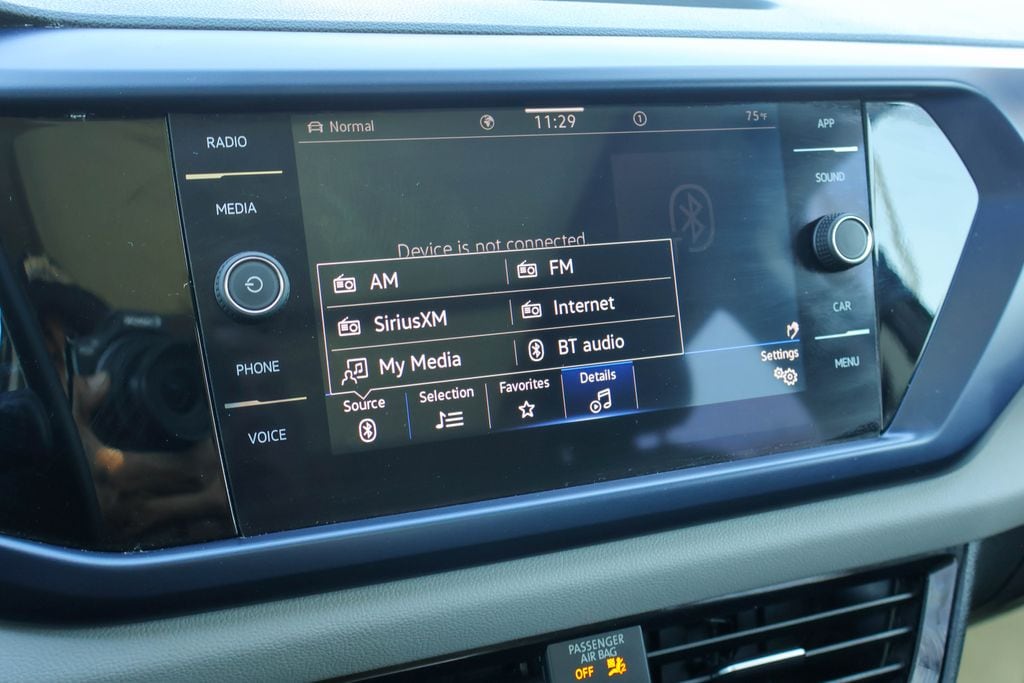 RADIO
MEDIA
PHONE
VOICE
Normal
11:29
1
75°F
Device is not connected
AM
FM
SiriusXM
Internet
My Media
BT audio
Source
Selection
Favorites
Details
Settings
APP
SOUND
CAR
MENU
PASSENGER
AIR BAG
OFF